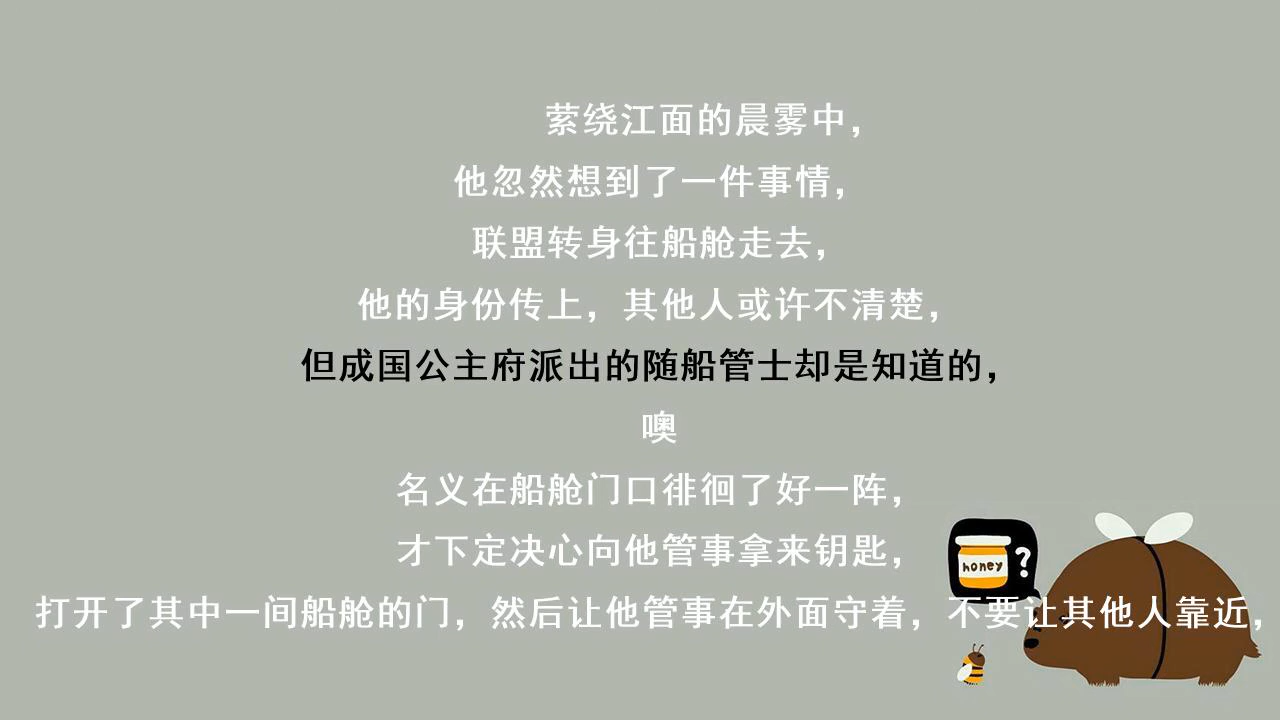 萦绕江面的晨雾中，
他忽然想到了一件事情，
联盟转身往船舱走去，
他的身份传上，其他人或许不清楚，
但成国公主府派出的随船管士却是知道的，
噢
名义在船舱门口徘徊了好一阵，
才下定决心向他管事拿来钥匙，
打开了其中一间船舱的门，然后让他管事在外面守着，不要让其他人靠近，
honey
?